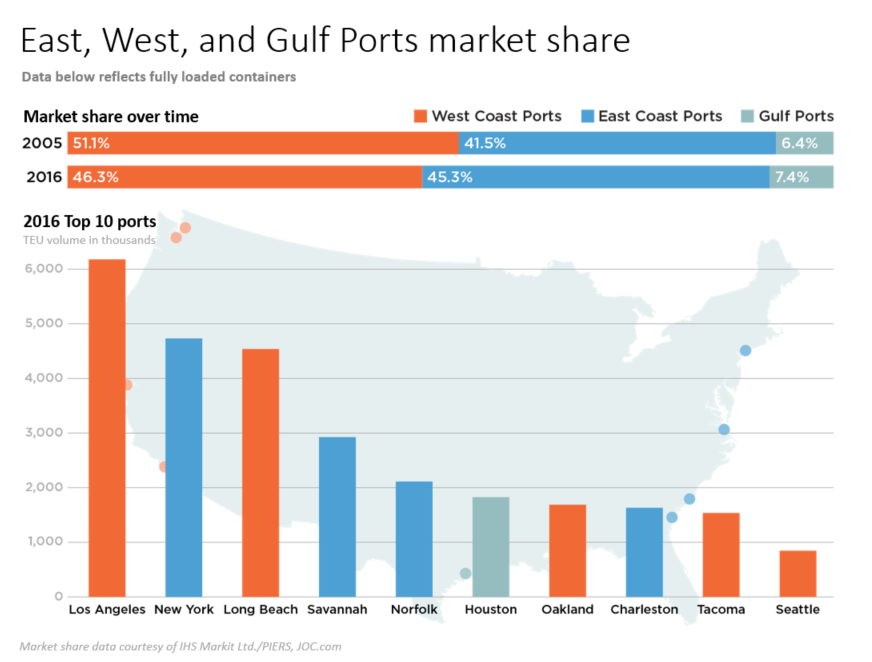 East, West, and Gulf Ports market share
Data below reflects fully loaded containers
Market share over time
West Coast Ports East Coast Ports Gulf Ports
2005 51.1% 41.5% 6.4%
2016 46.3% 45.3% 7.4%
2016 Top 10 ports
TEU volume in thousands
6,000
5,000
4,000
3,000
2,000
1,000
0
Los Angeles New York Long Beach Savannah Norfolk Houston Oakland Charleston Tacoma Seattle
Market share data courtesy of IHS Markit Ltd./PIERS, JOC.com